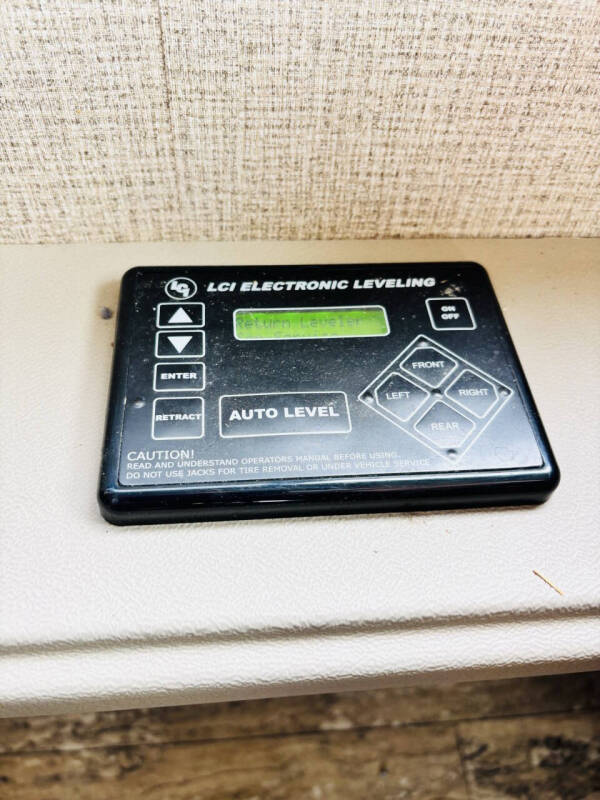 LCI LCI ELECTRONIC LEVELING
ON
OFF
Return Leveler
ENTER
RETRACT
AUTO LEVEL
FRONT
LEFT
RIGHT
REAR
CAUTION!
READ AND UNDERSTAND OPERATORS MANUAL BEFORE USING.
DO NOT USE JACKS FOR TIRE REMOVAL OR UNDER VEHICLE SERVICE